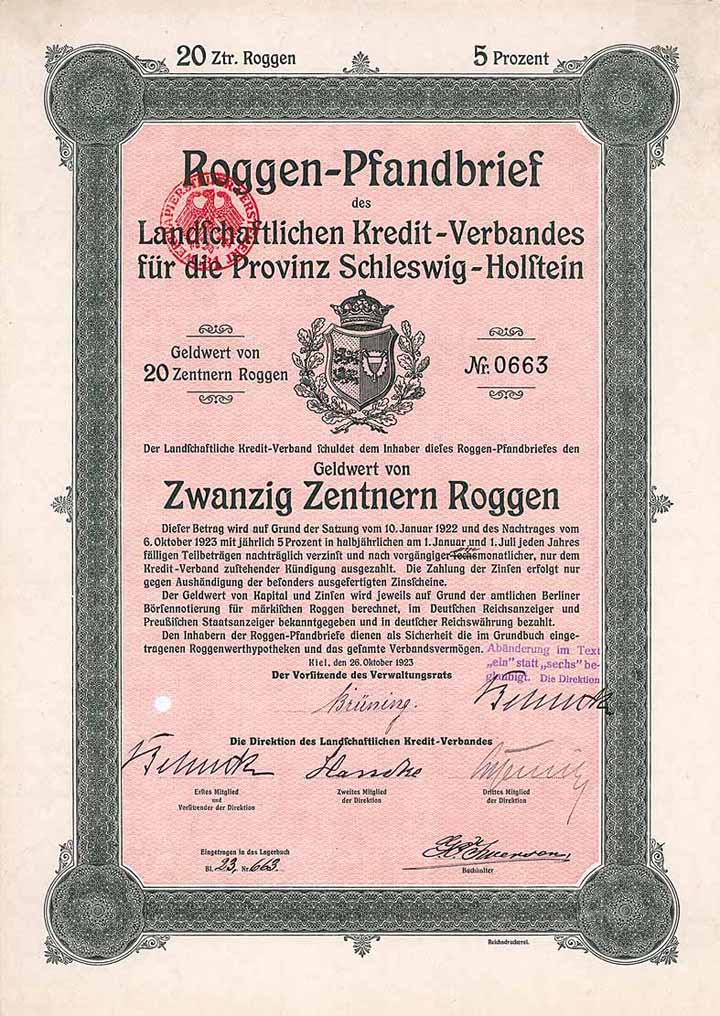 20 Ztr. Roggen 5 Prozent
Roggen-Pfandbrief
des
Landſchaftlichen Kredit-Verbandes
für die Provinz Schleswig-Holſtein
WERTPAPIERSTEUER VERSTEUERT
Geldwert von
20 Zentnern Roggen
Nr. 0663
Der Landſchaftliche Kredit-Verband ſchuldet dem Inhaber dieſes Roggen-Pfandbriefes den
Geldwert von
Zwanzig Zentnern Roggen
Dieſer Betrag wird auf Grund der Satzung vom 10. Januar 1922 und des Nachtrages vom
6. Oktober 1923 mit jährlich 5 Prozent in halbjährlichen am 1. Januar und 1. Juli jeden Jahres
fälligen Teilbeträgen nachträglich verzinſt und nach vorgängiger ſechsmonatlicher, nur dem
Kredit-Verband zuſtehender Kündigung ausgezahlt. Die Zahlung der Zinſen erfolgt nur
gegen Aushändigung der beſonders ausgefertigten Zinsſcheine.
Der Geldwert von Kapital und Zinſen wird jeweils auf Grund der amtlichen Berliner
Börſennotierung für märkiſchen Roggen berechnet, im Deutſchen Reichsanzeiger und
Preußiſchen Staatsanzeiger bekanntgegeben und in deutſcher Reichswährung bezahlt.
Den Inhabern der Roggen-Pfandbriefe dienen als Sicherheit die im Grundbuch einge-
tragenen Roggenwerthypotheken und das geſamte Verbandsvermögen.
Abänderung im Text
„ein" statt „sechs" be-
glaubigt. Die Direktion
Kiel, den 26. Oktober 1923
Der Vorſitzende des Verwaltungsrats
Brüning.
Die Direktion des Landſchaftlichen Kredit-Verbandes
Erſtes Mitglied
und
Vorſitzender der Direktion
Zweites Mitglied
der Direktion
Drittes Mitglied
der Direktion
Eingetragen in das Lagerbuch
Bl. 23, Nr. 663.
Buchhalter
Reichsdruckerei.